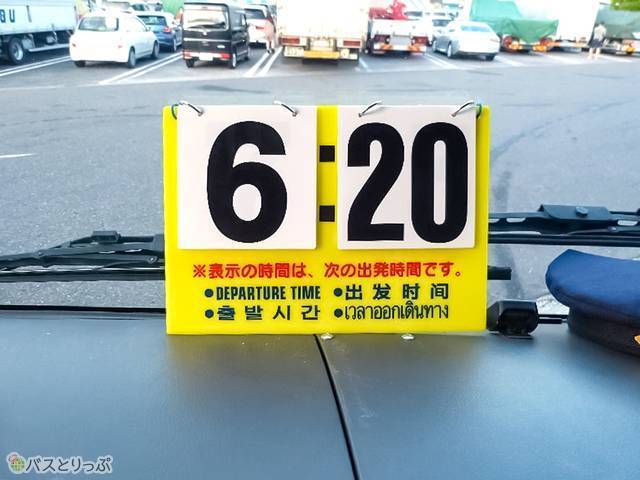 6:20
※表示の時間は、次の出発時間です。
●DEPARTURE TIME ●出发时间
●출발시간 ●เวลาออกเดินทาง
バスとりっぷ